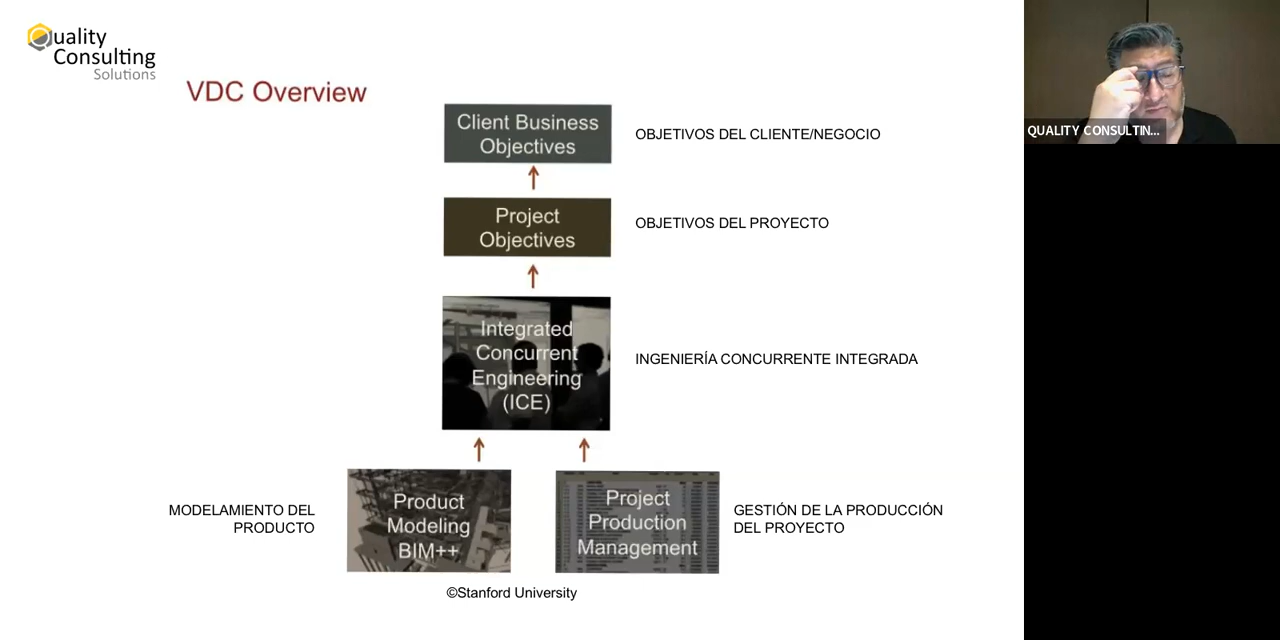 Quality
Consulting
Solutions
VDC Overview
Client Business
Objectives
OBJETIVOS DEL CLIENTE/NEGOCIO
Project
Objectives
OBJETIVOS DEL PROYECTO
Integrated
Concurrent
Engineering
(ICE)
INGENIERÍA CONCURRENTE INTEGRADA
MODELAMIENTO DEL
PRODUCTO
Product
Modeling
BIM++
Project
Production
Management
GESTIÓN DE LA PRODUCCIÓN
DEL PROYECTO
©Stanford University
QUALITY CONSULTIN...